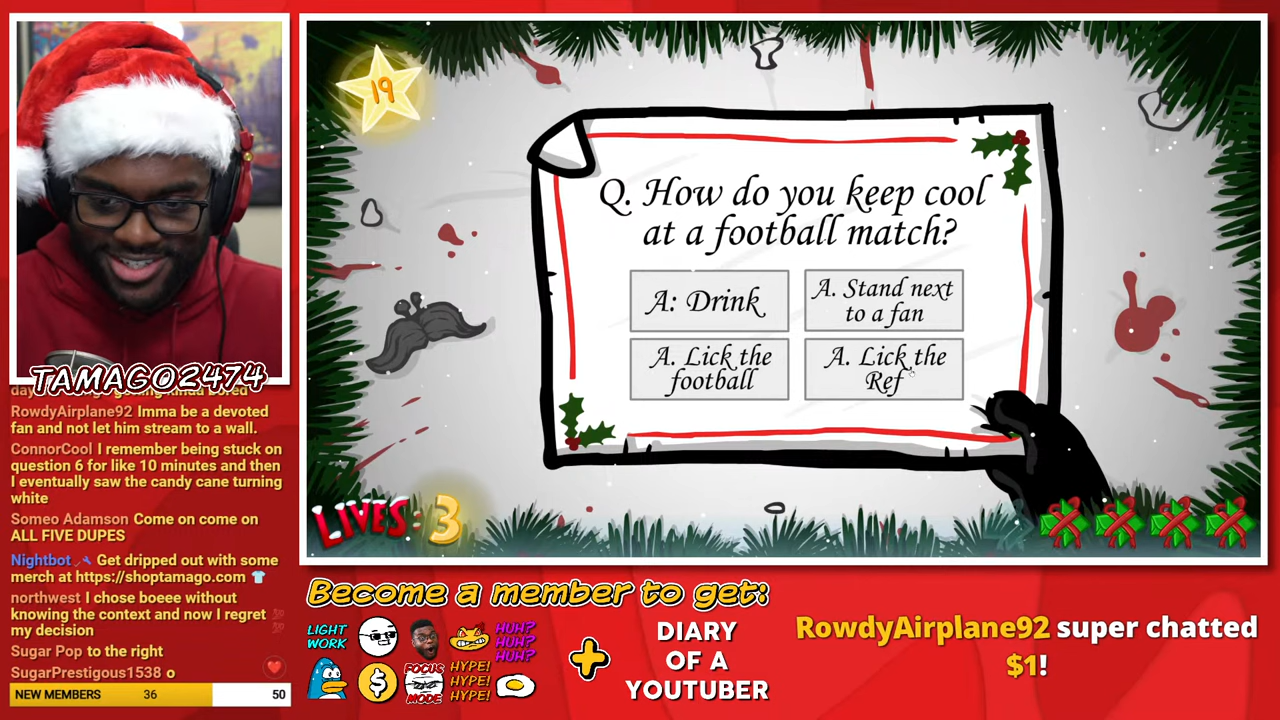 19
Q. How do you keep cool
at a football match?
A: Drink
A. Stand next
to a fan
A. Lick the
football
A. Lick the
Ref
LIVES: 3
TAMAGO2474
RowdyAirplane92 Imma be a devoted
fan and not let him stream to a wall.
ConnorCool I remember being stuck on
question 6 for like 10 minutes and then
I eventually saw the candy cane turning
white
Someo Adamson Come on come on
ALL FIVE DUPES
Nightbot Get dripped out with some
merch at https://shoptamago.com
northwest I chose boeee without
knowing the context and now I regret
my decision
Sugar Pop to the right
SugarPrestigous1538 o
NEW MEMBERS 36 50
Become a member to get:
LIGHT
WORK
HUH?
HUH?
HUH?
FOCUS
MODE
HYPE!
HYPE!
HYPE!
DIARY
OF A
YOUTUBER
RowdyAirplane92 super chatted
$1!